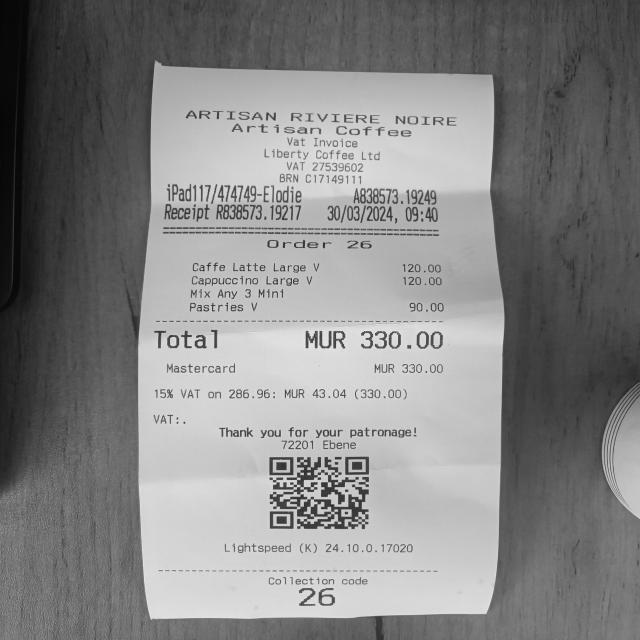 ARTISAN RIVIERE NOIRE
Artisan Coffee
Vat Invoice
Liberty Coffee Ltd
VAT 27539602
BRN C17149111
iPad117/474749-Elodie A838573.19249
Receipt R838573.19217 30/03/2024, 09:40
Order 26
Caffe Latte Large V 120.00
Cappuccino Large V 120.00
Mix Any 3 Mini
Pastries V 90.00
Total MUR 330.00
Mastercard MUR 330.00
15% VAT on 286.96: MUR 43.04 (330.00)
VAT:.
Thank you for your patronage!
72201 Ebene
Lightspeed (K) 24.10.0.17020
Collection code
26